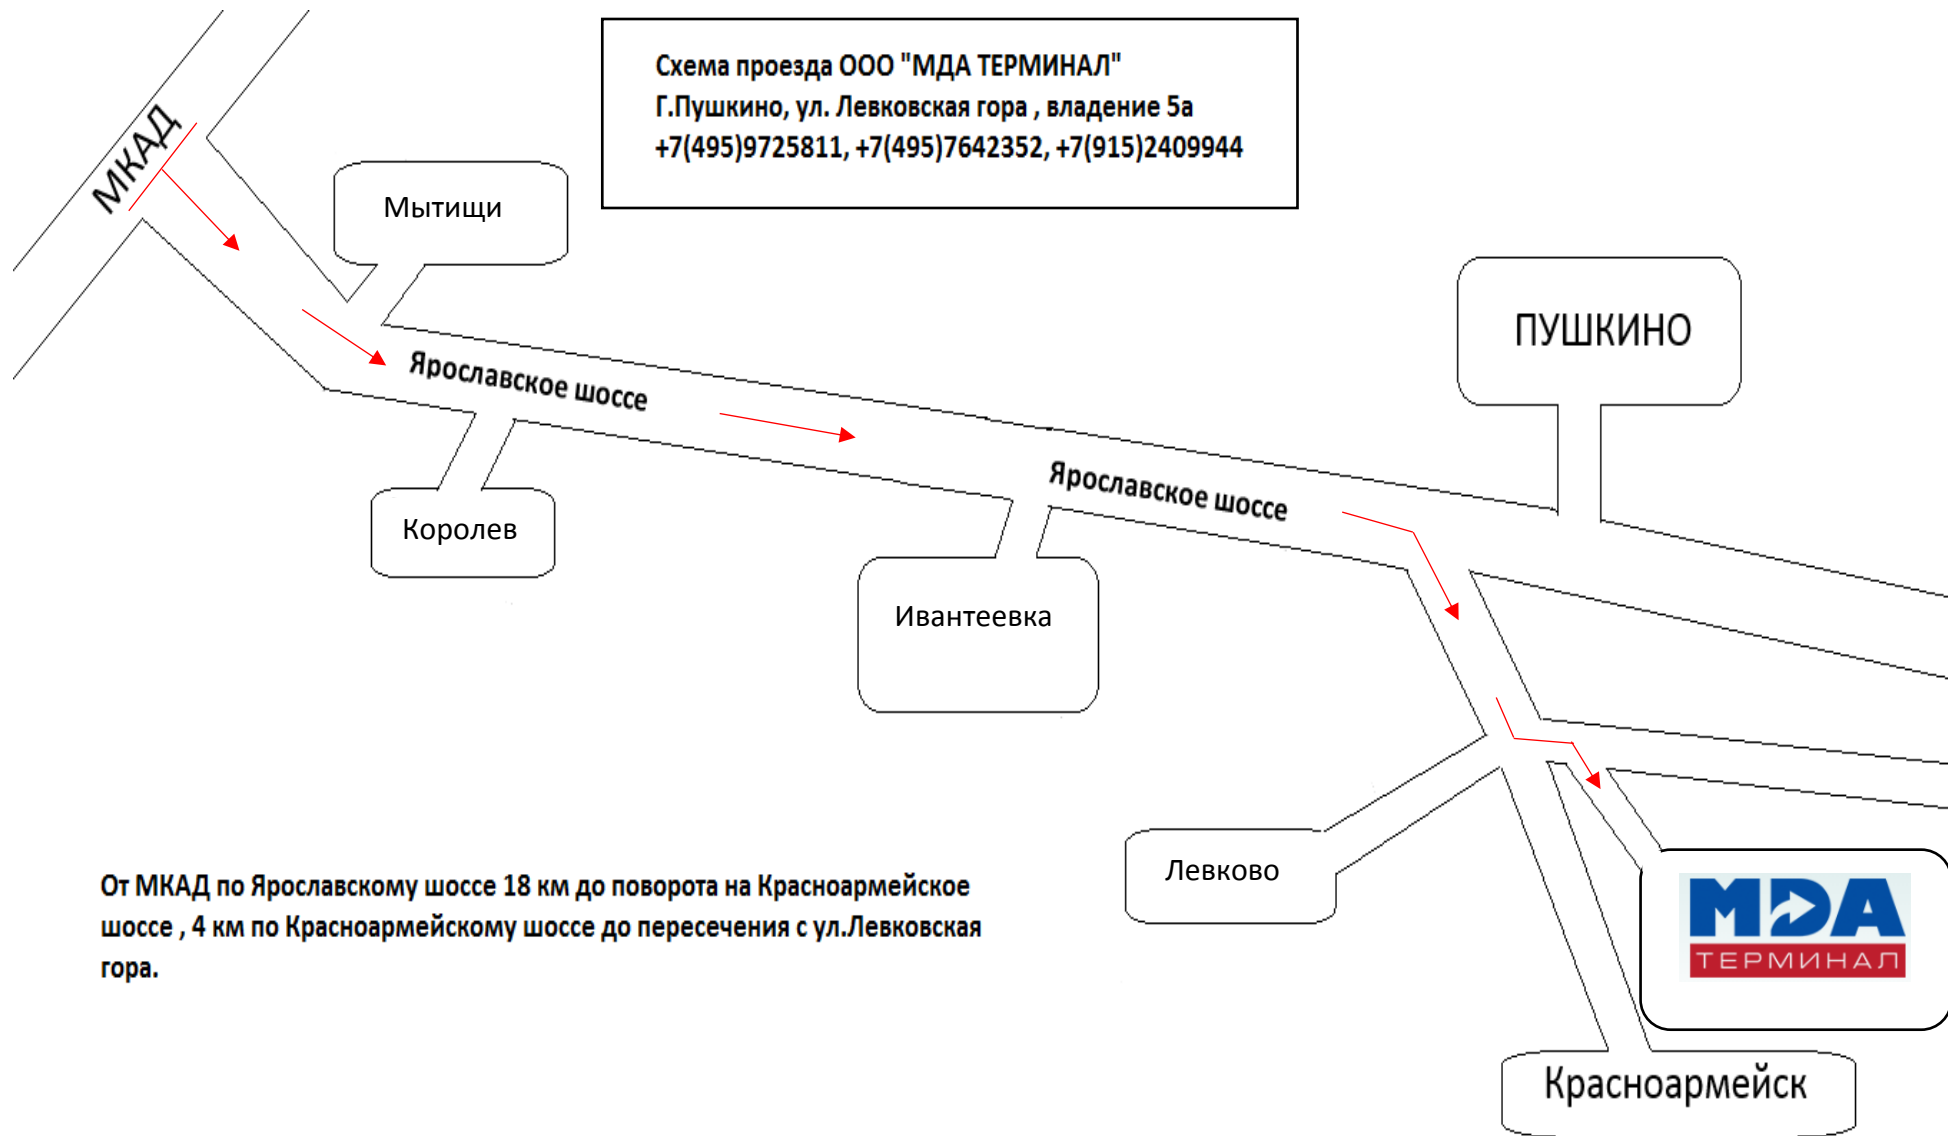 Схема проезда ООО "МДА ТЕРМИНАЛ"
Г.Пушкино, ул. Левковская гора , владение 5а
+7(495)9725811, +7(495)7642352, +7(915)2409944
МКАД
Мытищи
ПУШКИНО
Ярославское шоссе
Ярославское шоссе
Королев
Ивантеевка
Левково
От МКАД по Ярославскому шоссе 18 км до поворота на Красноармейское
шоссе , 4 км по Красноармейскому шоссе до пересечения с ул.Левковская
гора.
МДА
ТЕРМИНАЛ
Красноармейск